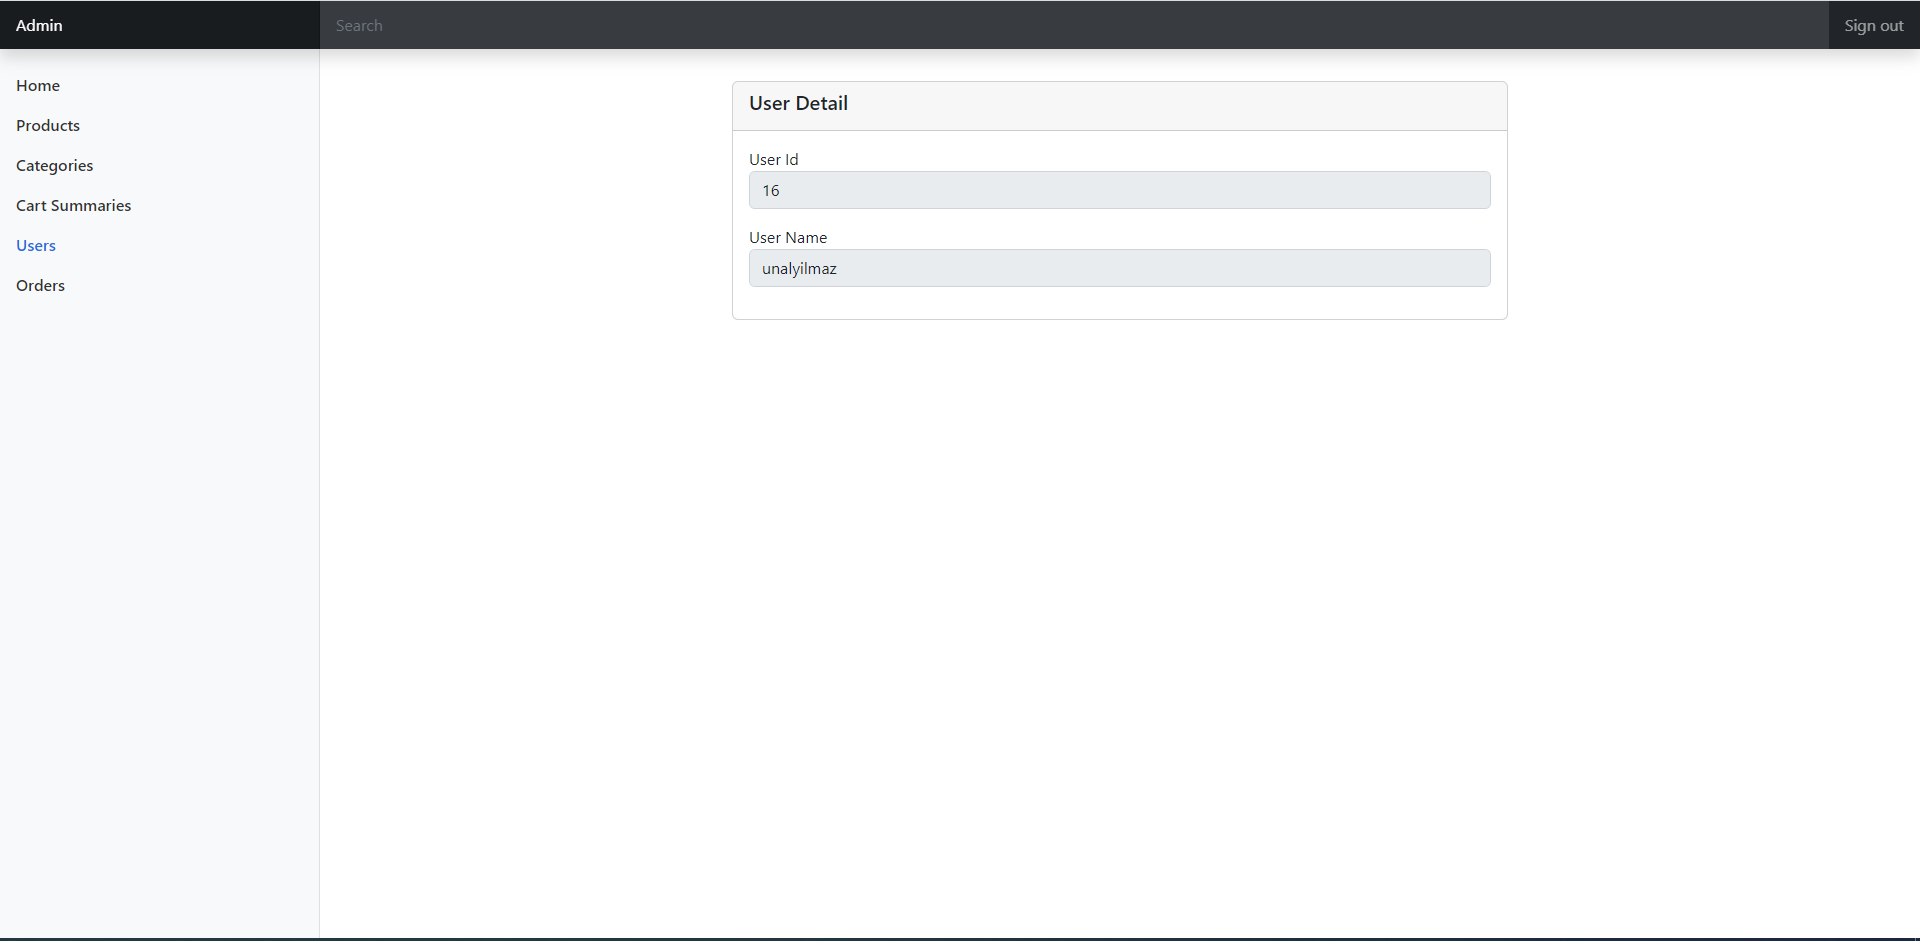 Admin
Search
Sign out
Home
Products
Categories
Cart Summaries
Users
Orders
User Detail
User Id
16
User Name
unalyilmaz